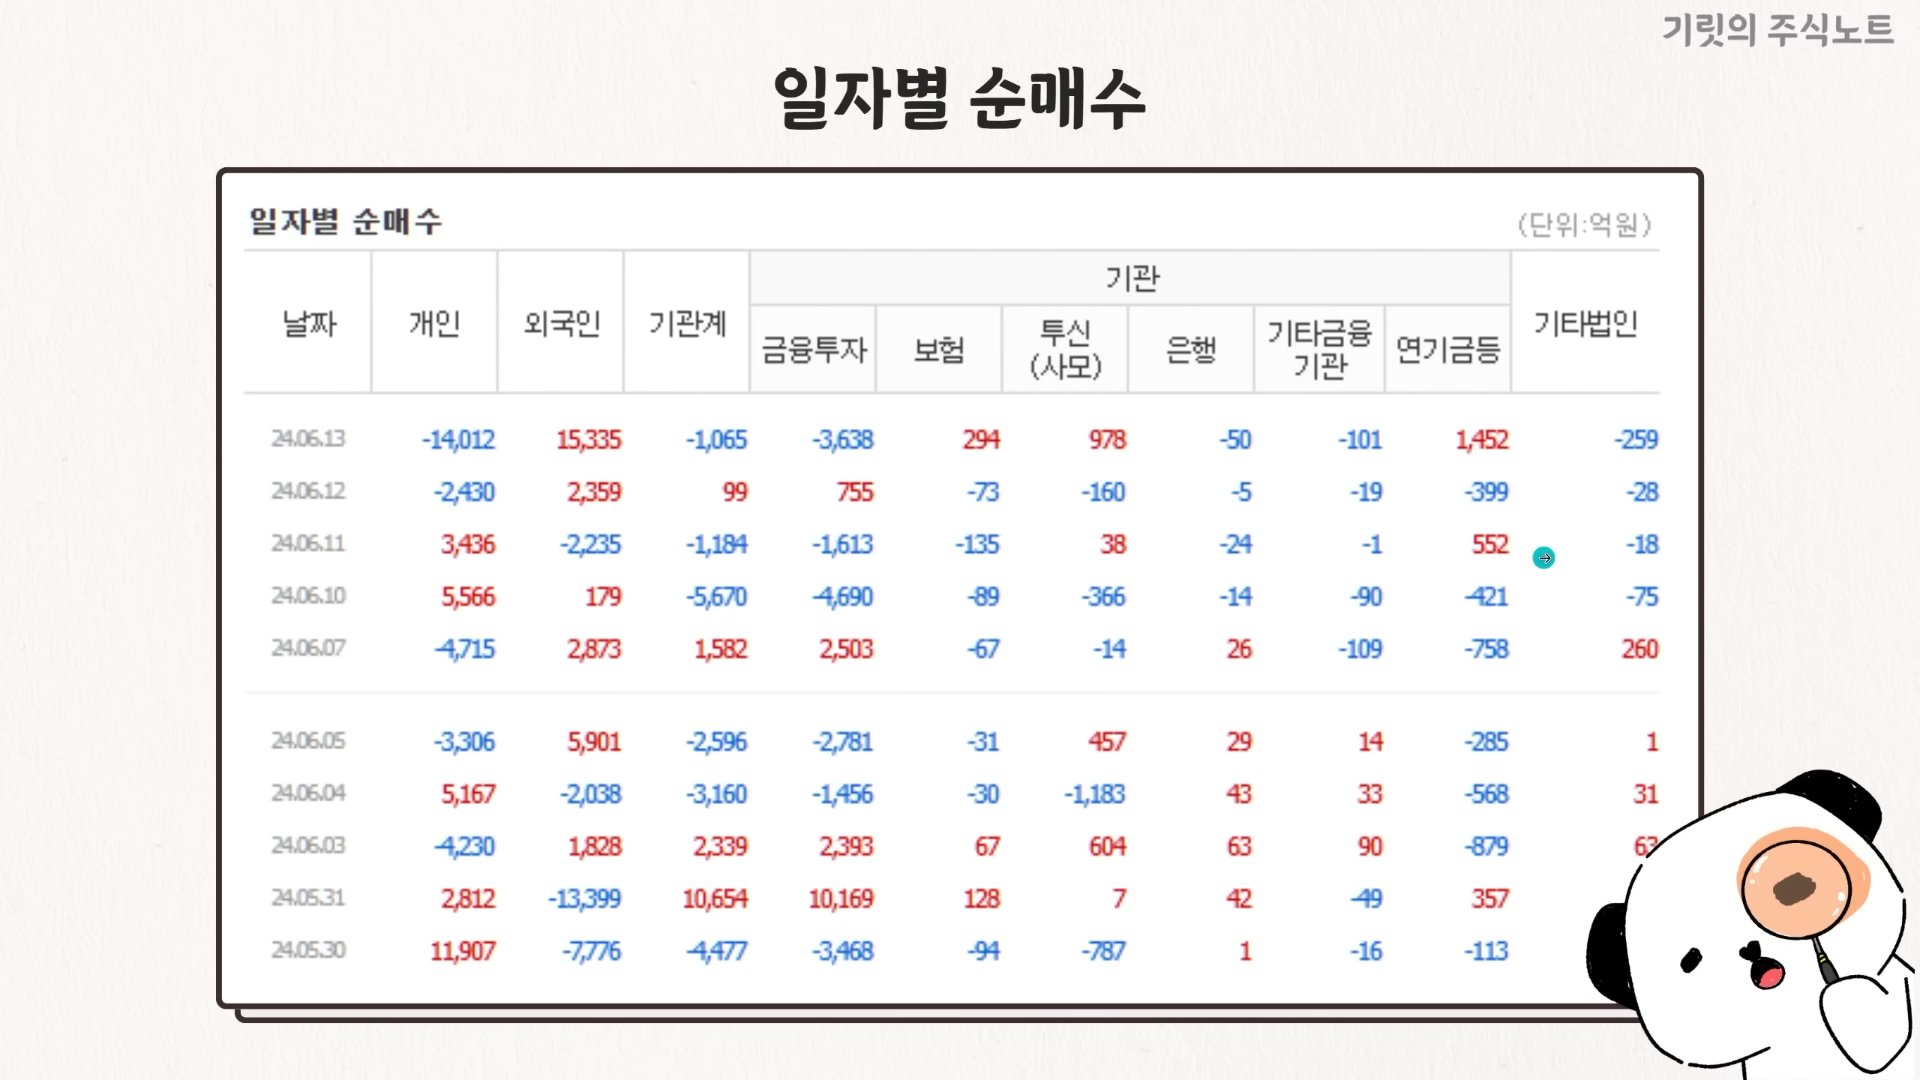 기릿의 주식노트
일자별 순매수
일자별 순매수 (단위:억원)
날짜 개인 외국인 기관계 기관 기타법인
금융투자 보험 투신(사모) 은행 기타금융기관 연기금등
24.06.13 -14,012 15,335 -1,065 -3,638 294 978 -50 -101 1,452 -259
24.06.12 -2,430 2,359 99 755 -73 -160 -5 -19 -399 -28
24.06.11 3,436 -2,235 -1,184 -1,613 -135 38 -24 -1 552 -18
24.06.10 5,566 179 -5,670 -4,690 -89 -366 -14 -90 -421 -75
24.06.07 -4,715 2,873 1,582 2,503 -67 -14 26 -109 -758 260
24.06.05 -3,306 5,901 -2,596 -2,781 -31 457 29 14 -285 1
24.06.04 5,167 -2,038 -3,160 -1,456 -30 -1,183 43 33 -568 31
24.06.03 -4,230 1,828 2,339 2,393 67 604 63 90 -879 63
24.05.31 2,812 -13,399 10,654 10,169 128 7 42 -49 357
24.05.30 11,907 -7,776 -4,477 -3,468 -94 -787 1 -16 -113